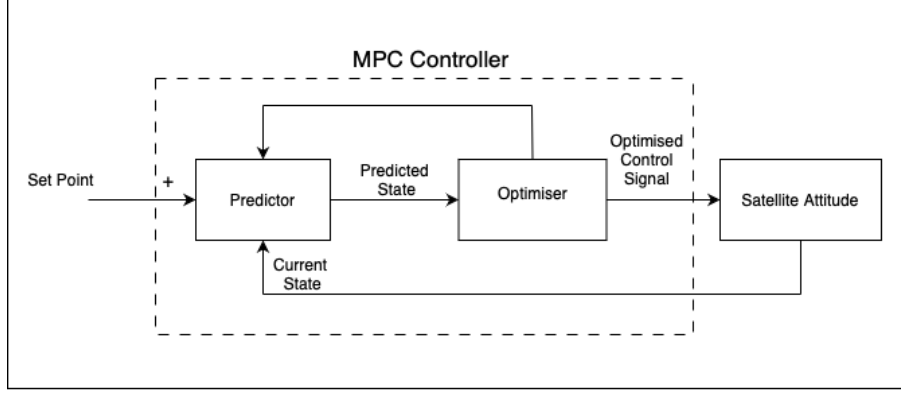 MPC Controller
Set Point
+
Predictor
Predicted
State
Optimiser
Optimised
Control
Signal
Satellite Attitude
Current
State